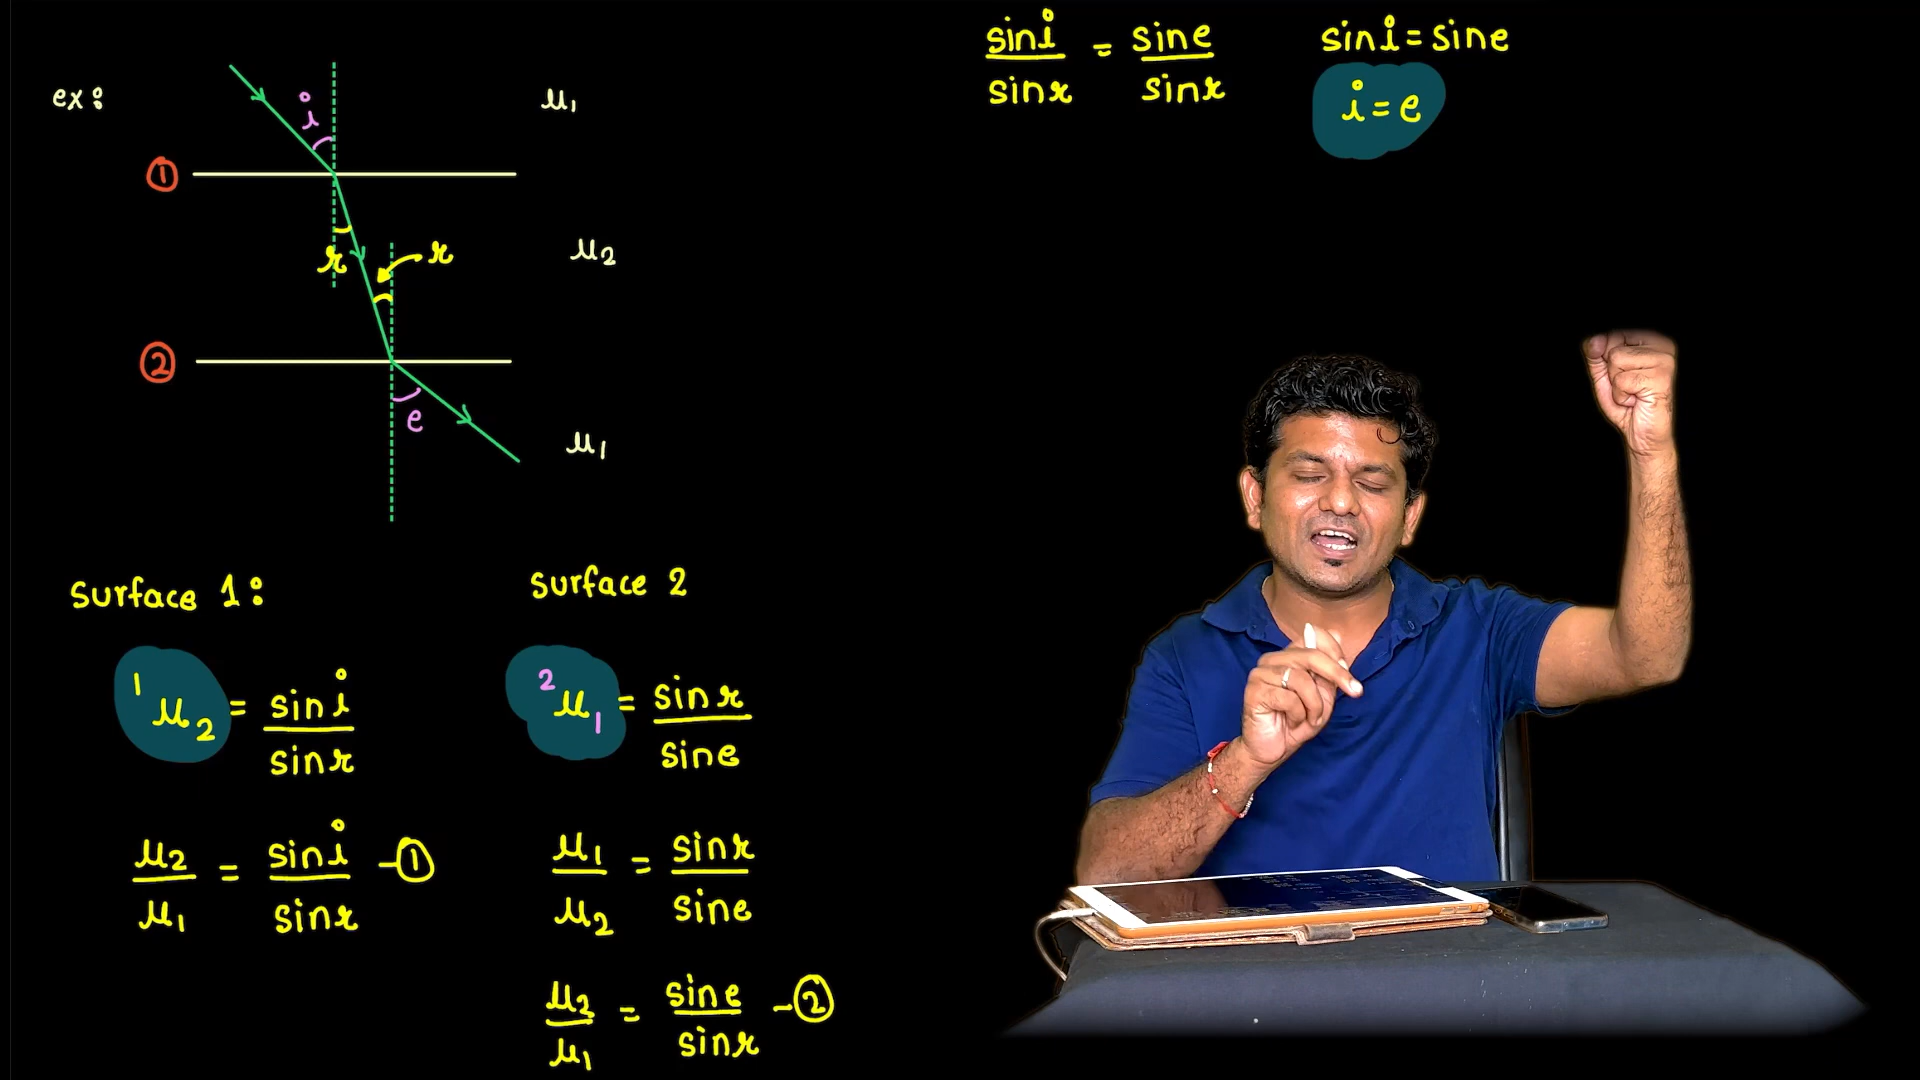 ex:
i
μ₁
①
r
r
μ₂
②
e
μ₁
sin i / sin r = sin e / sin r
sin i = sin e
i = e
Surface 1:
¹μ₂ = sin i / sin r
μ₂ / μ₁ = sin i / sin r -①
Surface 2
²μ₁ = sin r / sin e
μ₁ / μ₂ = sin r / sin e
μ₂ / μ₁ = sin e / sin r -②